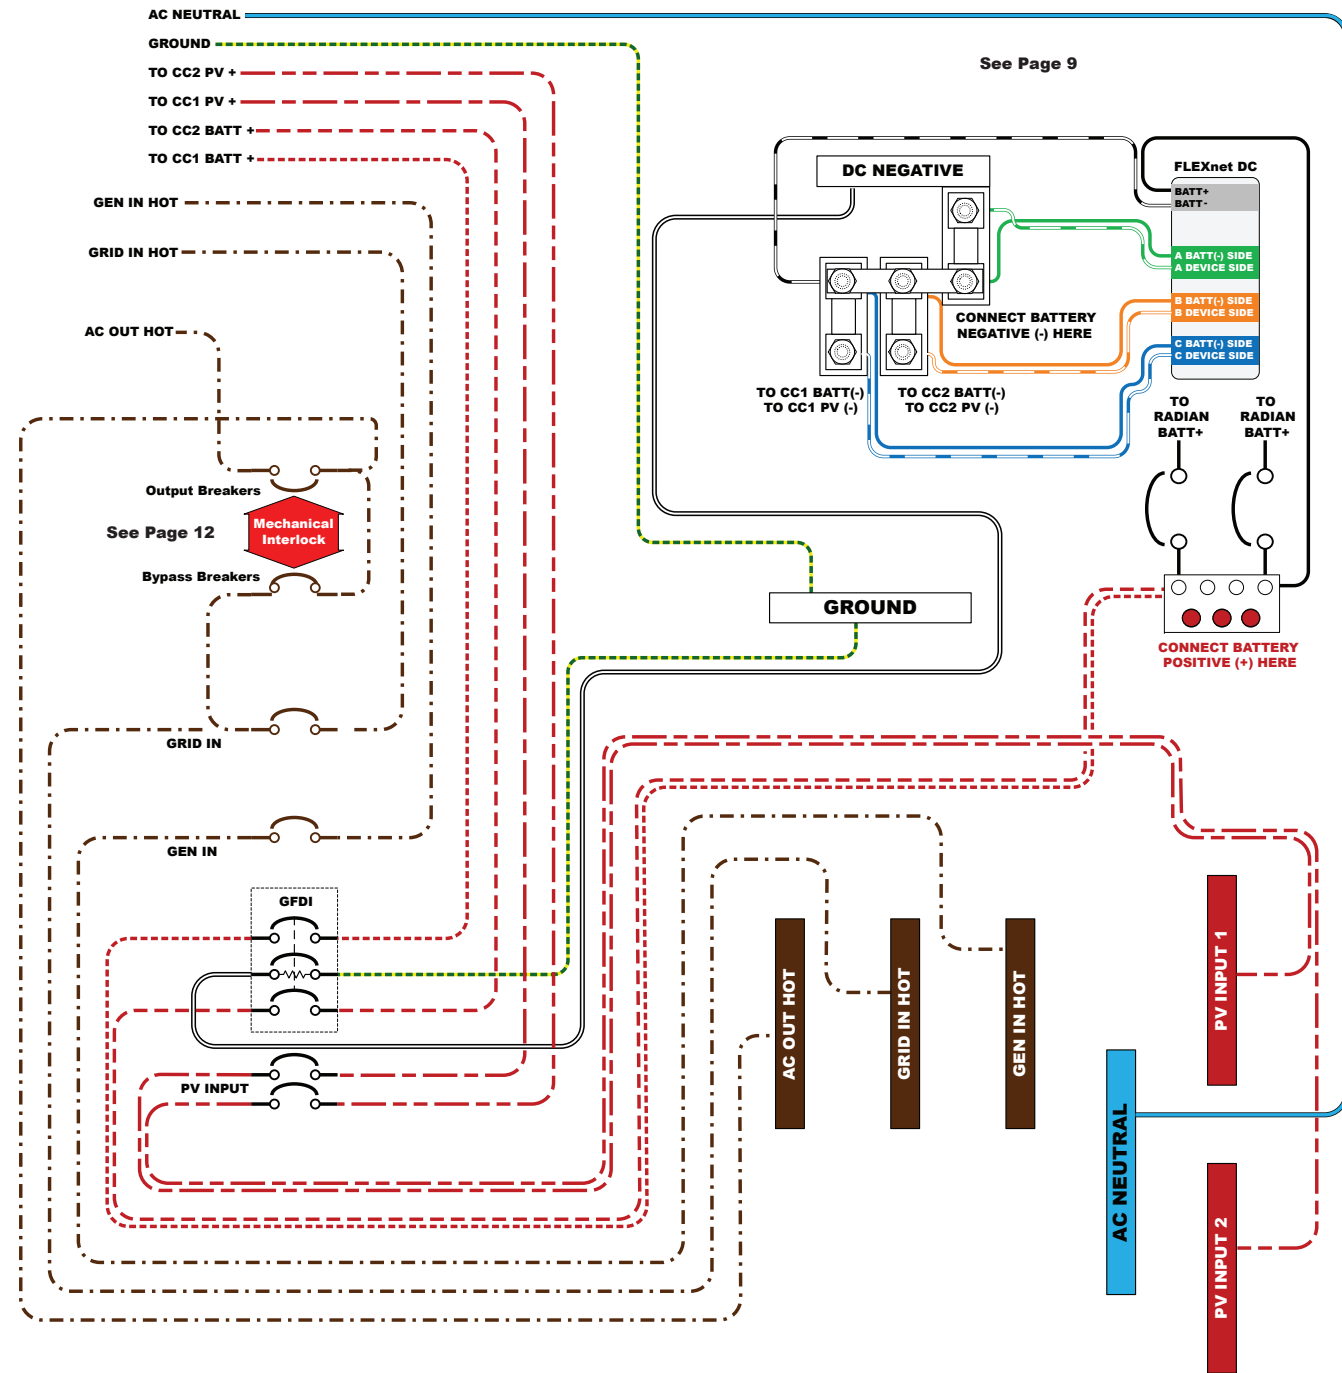 AC NEUTRAL
GROUND
TO CC2 PV +
TO CC1 PV +
TO CC2 BATT +
TO CC1 BATT +
GEN IN HOT
GRID IN HOT
AC OUT HOT
See Page 9
DC NEGATIVE
FLEXnet DC
BATT+
BATT-
A BATT(-) SIDE
A DEVICE SIDE
B BATT(-) SIDE
B DEVICE SIDE
C BATT(-) SIDE
C DEVICE SIDE
CONNECT BATTERY
NEGATIVE (-) HERE
TO CC1 BATT(-)
TO CC1 PV (-)
TO CC2 BATT(-)
TO CC2 PV (-)
TO
RADIAN
BATT+
TO
RADIAN
BATT+
Output Breakers
See Page 12
Mechanical
Interlock
Bypass Breakers
GROUND
CONNECT BATTERY
POSITIVE (+) HERE
GRID IN
GEN IN
GFDI
PV INPUT
AC OUT HOT
GRID IN HOT
GEN IN HOT
AC NEUTRAL
PV INPUT 1
PV INPUT 2